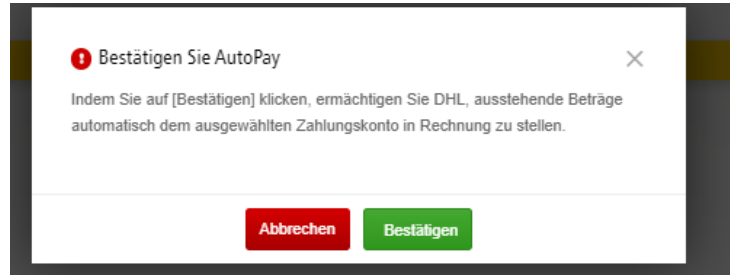 Bestätigen Sie AutoPay
Indem Sie auf [Bestätigen] klicken, ermächtigen Sie DHL, ausstehende Beträge
automatisch dem ausgewählten Zahlungskonto in Rechnung zu stellen.
Abbrechen Bestätigen